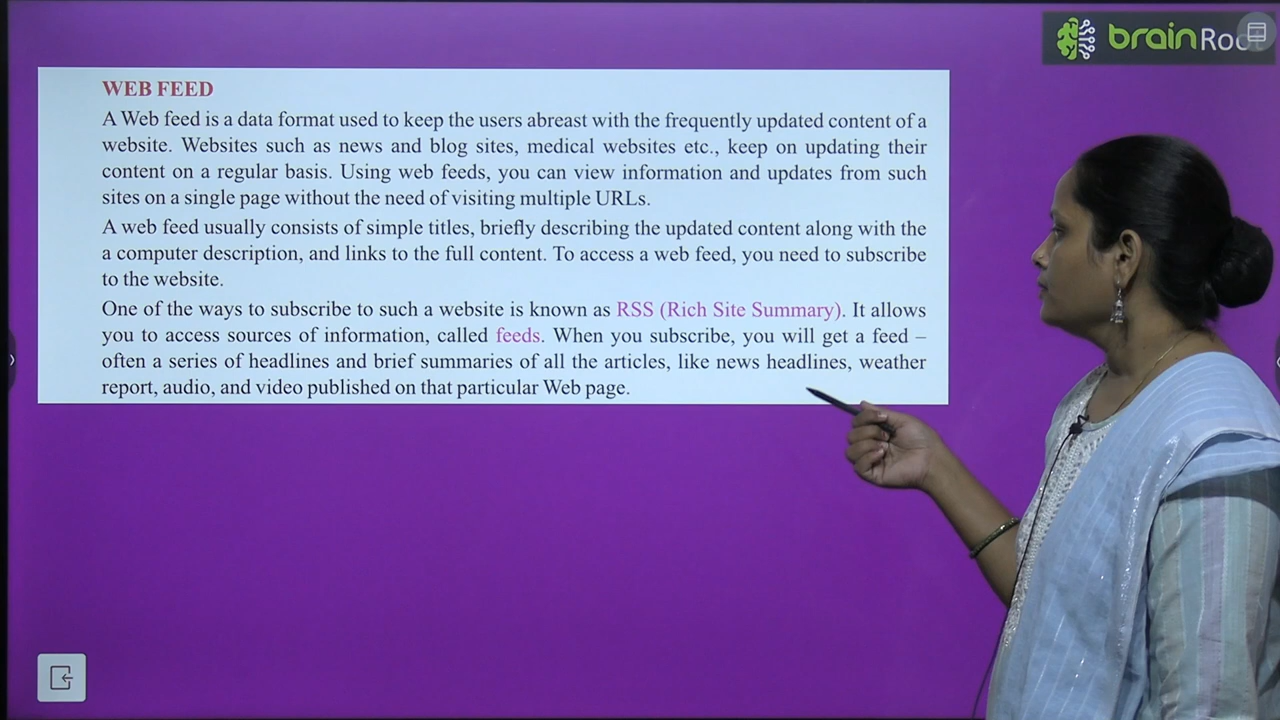 brainRoot
WEB FEED
A Web feed is a data format used to keep the users abreast with the frequently updated content of a
website. Websites such as news and blog sites, medical websites etc., keep on updating their
content on a regular basis. Using web feeds, you can view information and updates from such
sites on a single page without the need of visiting multiple URLs.
A web feed usually consists of simple titles, briefly describing the updated content along with the
a computer description, and links to the full content. To access a web feed, you need to subscribe
to the website.
One of the ways to subscribe to such a website is known as RSS (Rich Site Summary). It allows
you to access sources of information, called feeds. When you subscribe, you will get a feed –
often a series of headlines and brief summaries of all the articles, like news headlines, weather
report, audio, and video published on that particular Web page.